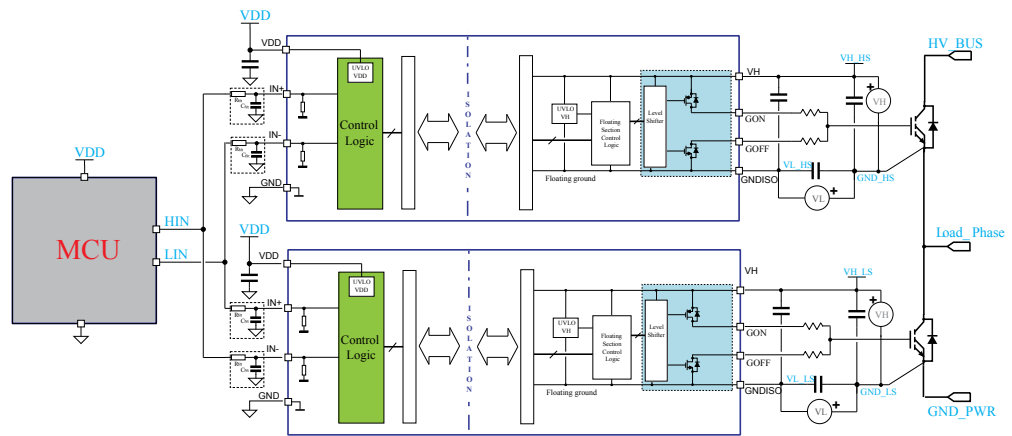 VDD
VDD
UVLO
VDD
IN+
IN-
GND
Control
Logic
ISOLATION
UVLO
VH
Floating
Section
Control
Logic
Level
Shifter
Floating ground
VH
GON
GOFF
GNDISO
VH_HS
VH
VL_HS
VL
GND_HS
HV_BUS
VDD
MCU
HIN
LIN
Load_Phase
VDD
VDD
UVLO
VDD
IN+
IN-
GND
Control
Logic
ISOLATION
UVLO
VH
Floating
Section
Control
Logic
Level
Shifter
Floating ground
VH
GON
GOFF
GNDISO
VH_LS
VH
VL_LS
VL
GND_LS
GND_PWR